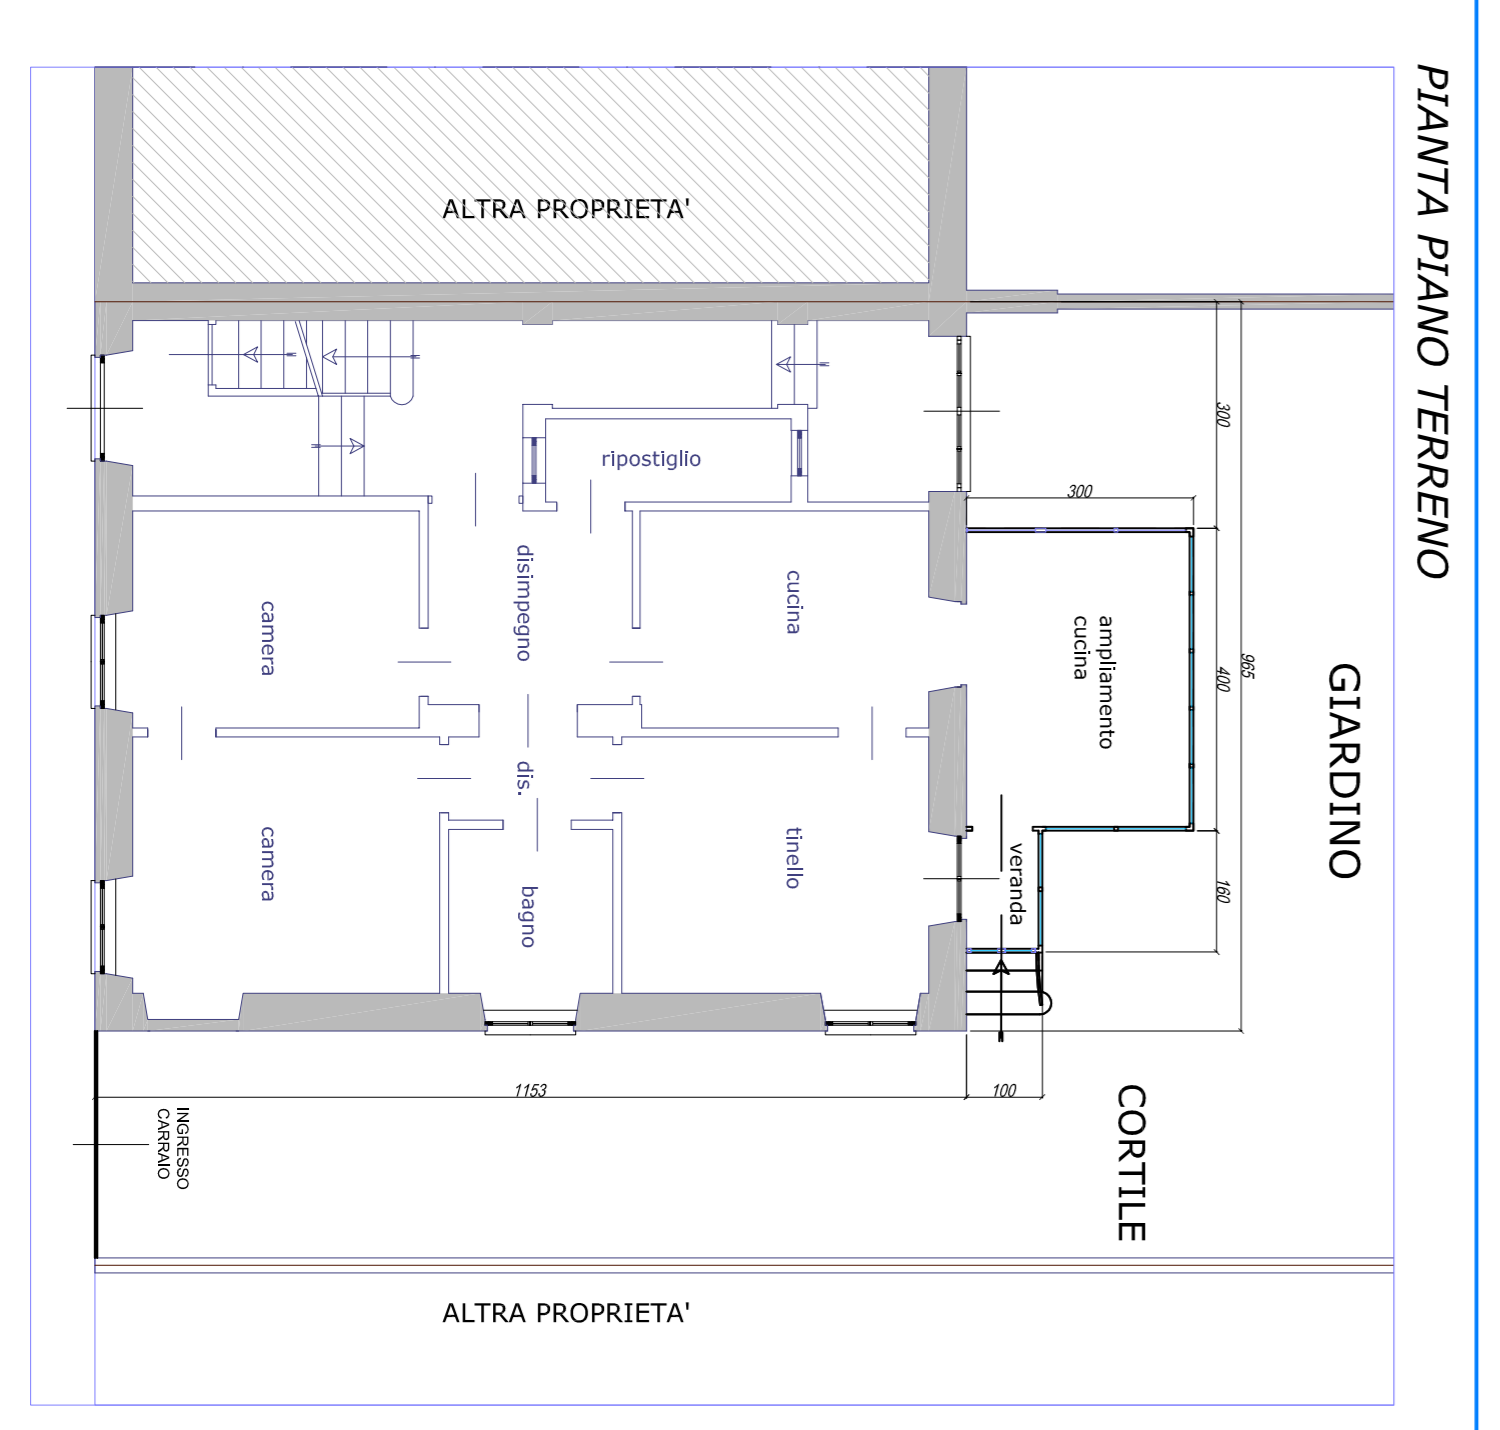 PIANTA PIANO TERRENO
ALTRA PROPRIETA'
ripostiglio
300
300
disimpegno
cucina
camera
ampliamento
cucina
965
400
GIARDINO
dis.
camera
bagno
tinello
veranda
160
1153
100
CORTILE
INGRESSO
CARRAIO
ALTRA PROPRIETA'